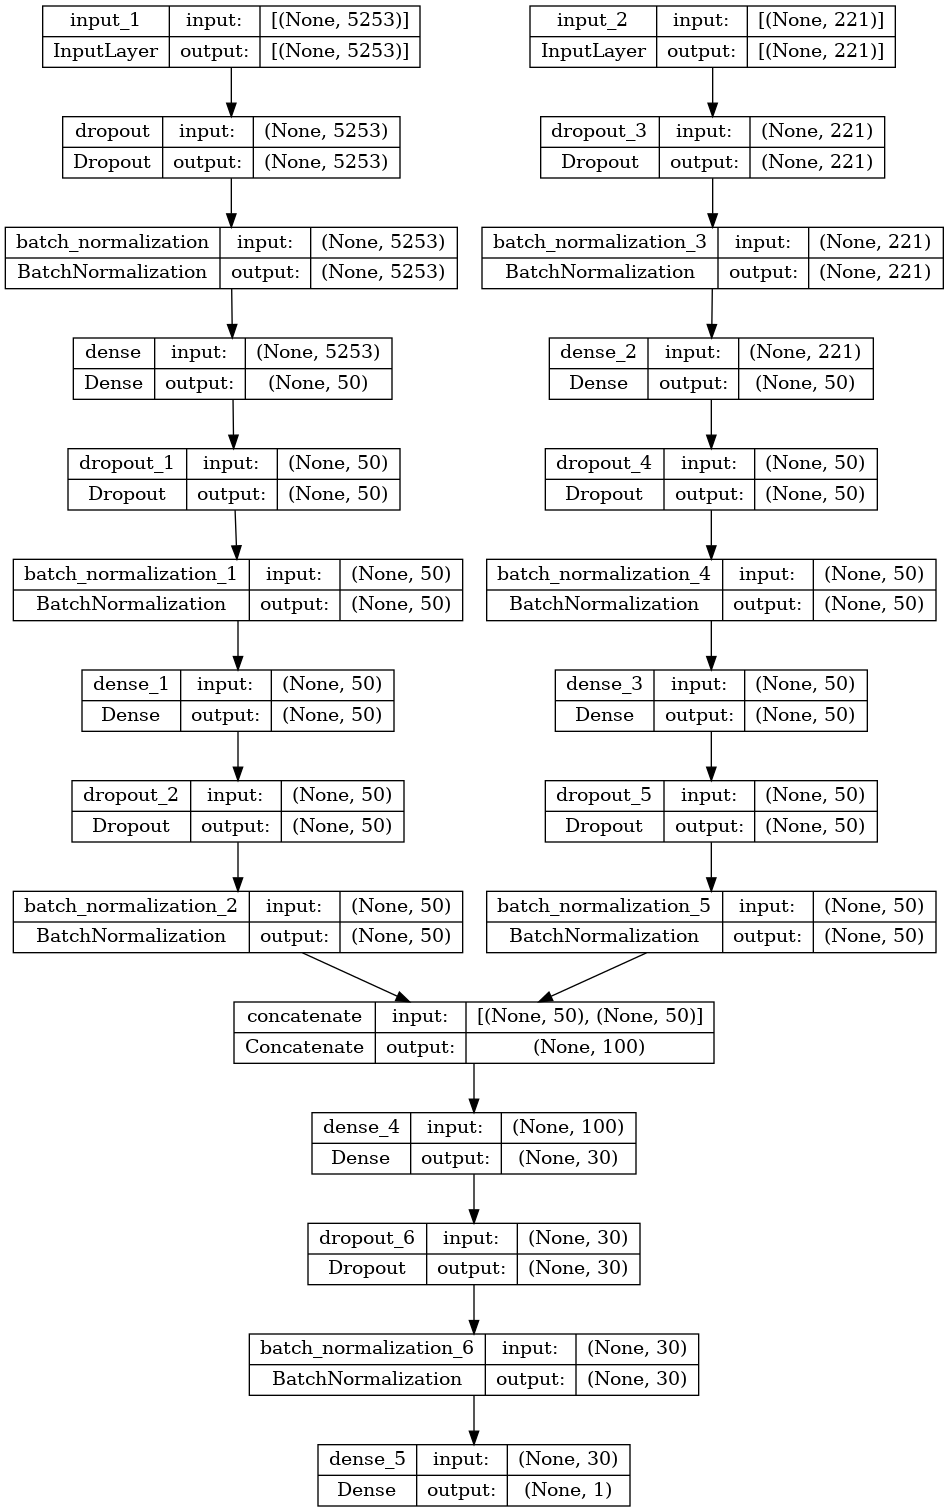 input_1 input: [(None, 5253)]
InputLayer output: [(None, 5253)]
input_2 input: [(None, 221)]
InputLayer output: [(None, 221)]
dropout input: (None, 5253)
Dropout output: (None, 5253)
dropout_3 input: (None, 221)
Dropout output: (None, 221)
batch_normalization input: (None, 5253)
BatchNormalization output: (None, 5253)
batch_normalization_3 input: (None, 221)
BatchNormalization output: (None, 221)
dense input: (None, 5253)
Dense output: (None, 50)
dense_2 input: (None, 221)
Dense output: (None, 50)
dropout_1 input: (None, 50)
Dropout output: (None, 50)
dropout_4 input: (None, 50)
Dropout output: (None, 50)
batch_normalization_1 input: (None, 50)
BatchNormalization output: (None, 50)
batch_normalization_4 input: (None, 50)
BatchNormalization output: (None, 50)
dense_1 input: (None, 50)
Dense output: (None, 50)
dense_3 input: (None, 50)
Dense output: (None, 50)
dropout_2 input: (None, 50)
Dropout output: (None, 50)
dropout_5 input: (None, 50)
Dropout output: (None, 50)
batch_normalization_2 input: (None, 50)
BatchNormalization output: (None, 50)
batch_normalization_5 input: (None, 50)
BatchNormalization output: (None, 50)
concatenate input: [(None, 50), (None, 50)]
Concatenate output: (None, 100)
dense_4 input: (None, 100)
Dense output: (None, 30)
dropout_6 input: (None, 30)
Dropout output: (None, 30)
batch_normalization_6 input: (None, 30)
BatchNormalization output: (None, 30)
dense_5 input: (None, 30)
Dense output: (None, 1)